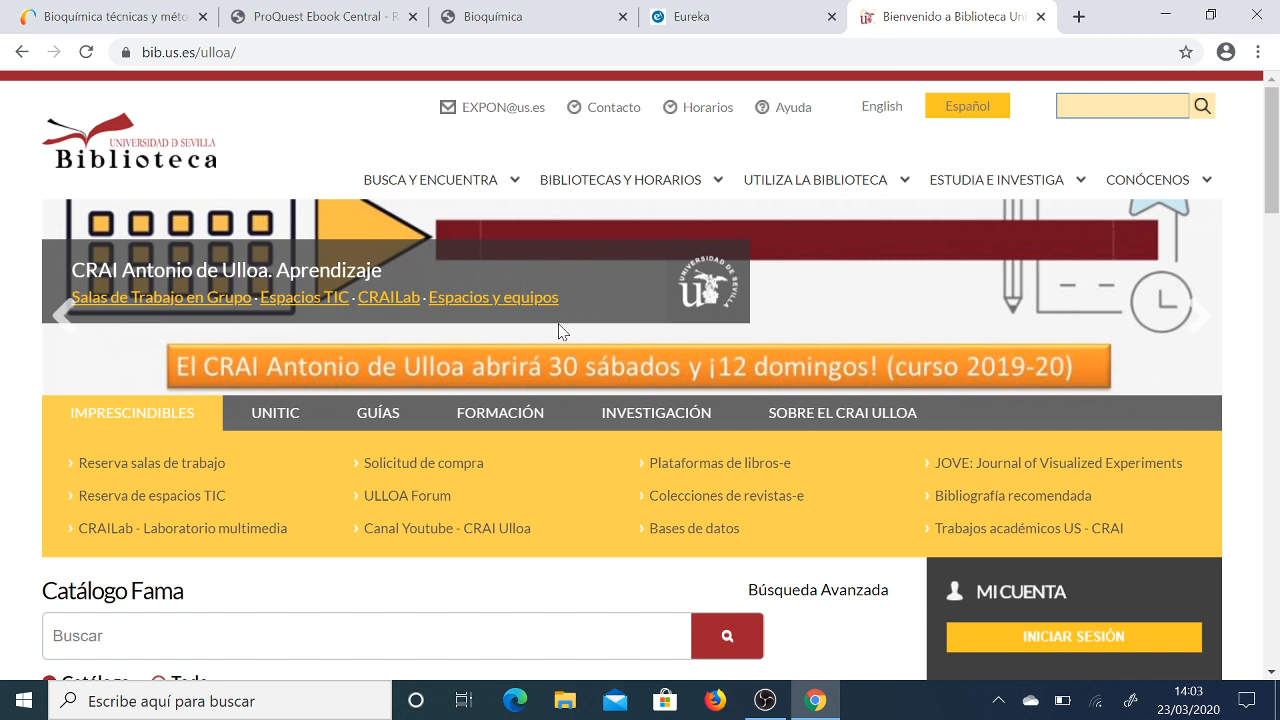 Bioquímica técnicas y méto
ProQuest Ebook Central - R
Bioquímica
Eureka
Bienvenido a Biblioteca Uni
bib.us.es/ulloa/
EXPON@us.es
Contacto
Horarios
Ayuda
English
Español
UNIVERSIDAD D SEVILLA
Biblioteca
BUSCA Y ENCUENTRA
BIBLIOTECAS Y HORARIOS
UTILIZA LA BIBLIOTECA
ESTUDIA E INVESTIGA
CONÓCENOS
CRAI Antonio de Ulloa. Aprendizaje
Salas de Trabajo en Grupo · Espacios TIC · CRAILab · Espacios y equipos
UNIVERSIDAD DE SEVILLA
El CRAI Antonio de Ulloa abrirá 30 sábados y ¡12 domingos! (curso 2019-20)
IMPRESCINDIBLES
UNITIC
GUÍAS
FORMACIÓN
INVESTIGACIÓN
SOBRE EL CRAI ULLOA
Reserva salas de trabajo
Solicitud de compra
Plataformas de libros-e
JOVE: Journal of Visualized Experiments
Reserva de espacios TIC
ULLOA Forum
Colecciones de revistas-e
Bibliografía recomendada
CRAILab - Laboratorio multimedia
Canal Youtube - CRAI Ulloa
Bases de datos
Trabajos académicos US - CRAI
Catálogo Fama
Búsqueda Avanzada
MI CUENTA
Buscar
INICIAR SESIÓN
Catálogo
Todo
Escribe aquí para buscar
14:03
23/03/2020